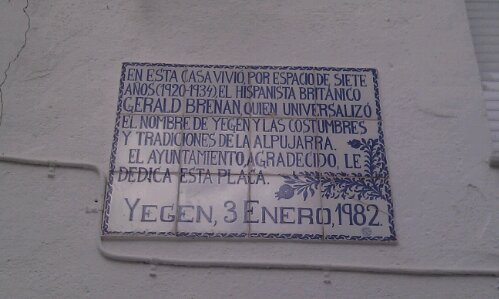 EN ESTA CASA VIVIO, POR ESPACIO DE SIETE
AÑOS (1920-1934), EL HISPANISTA BRITÁNICO
GERALD BRENAN, QUIEN UNIVERSALIZÓ
EL NOMBRE DE YEGEN Y LAS COSTUMBRES
Y TRADICIONES DE LA ALPUJARRA.
EL AYUNTAMIENTO, AGRADECIDO, LE
DEDICA ESTA PLACA.
YEGEN, 3 ENERO, 1982.